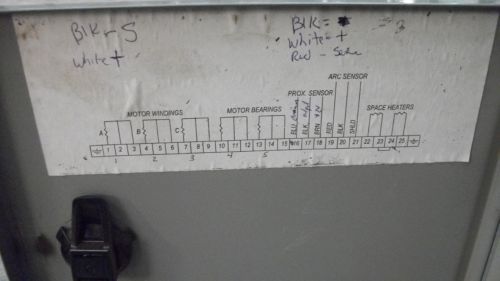 Blk - S
White +
Blk =
= 3
White = +
Red -
ARC SENSOR
PROX. SENSOR
MOTOR WINDINGS
MOTOR BEARINGS
SPACE HEATERS
A B C
BLU BLK BRN RED BLK SHLD
1 2 3 4 5 6 7 8 9 10 11 12 13 14 15 16 17 18 19 20 21 22 23 24 25
1 2 3 4 5